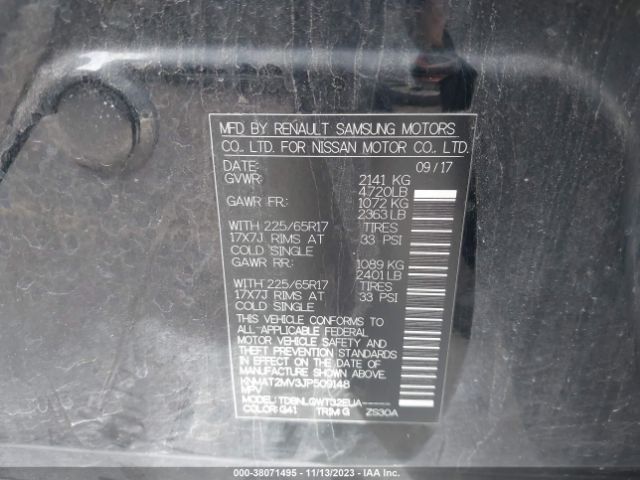 MFD BY RENAULT SAMSUNG MOTORS
CO., LTD. FOR NISSAN MOTOR CO., LTD.
DATE: 09/17
GVWR: 2141 KG
4720LB
GAWR FR: 1072 KG
2363 LB
WITH 225/65R17 TIRES
17X7J RIMS AT 33 PSI
COLD SINGLE
GAWR RR: 1089 KG
2401 LB
WITH 225/65R17 TIRES
17X7J RIMS AT 33 PSI
COLD SINGLE
THIS VEHICLE CONFORMS TO
ALL APPLICABLE FEDERAL
MOTOR VEHICLE SAFETY AND
THEFT PREVENTION STANDARDS
IN EFFECT ON THE DATE OF
MANUFACTURE SHOWN ABOVE.
KNMAT2MV3JP509148
MPV
MODEL: TDBNLGWT32EUA-----
COLOR: G41 TRIM: G ZS30A
000-38071495 | 11/13/2023 | IAA Inc.